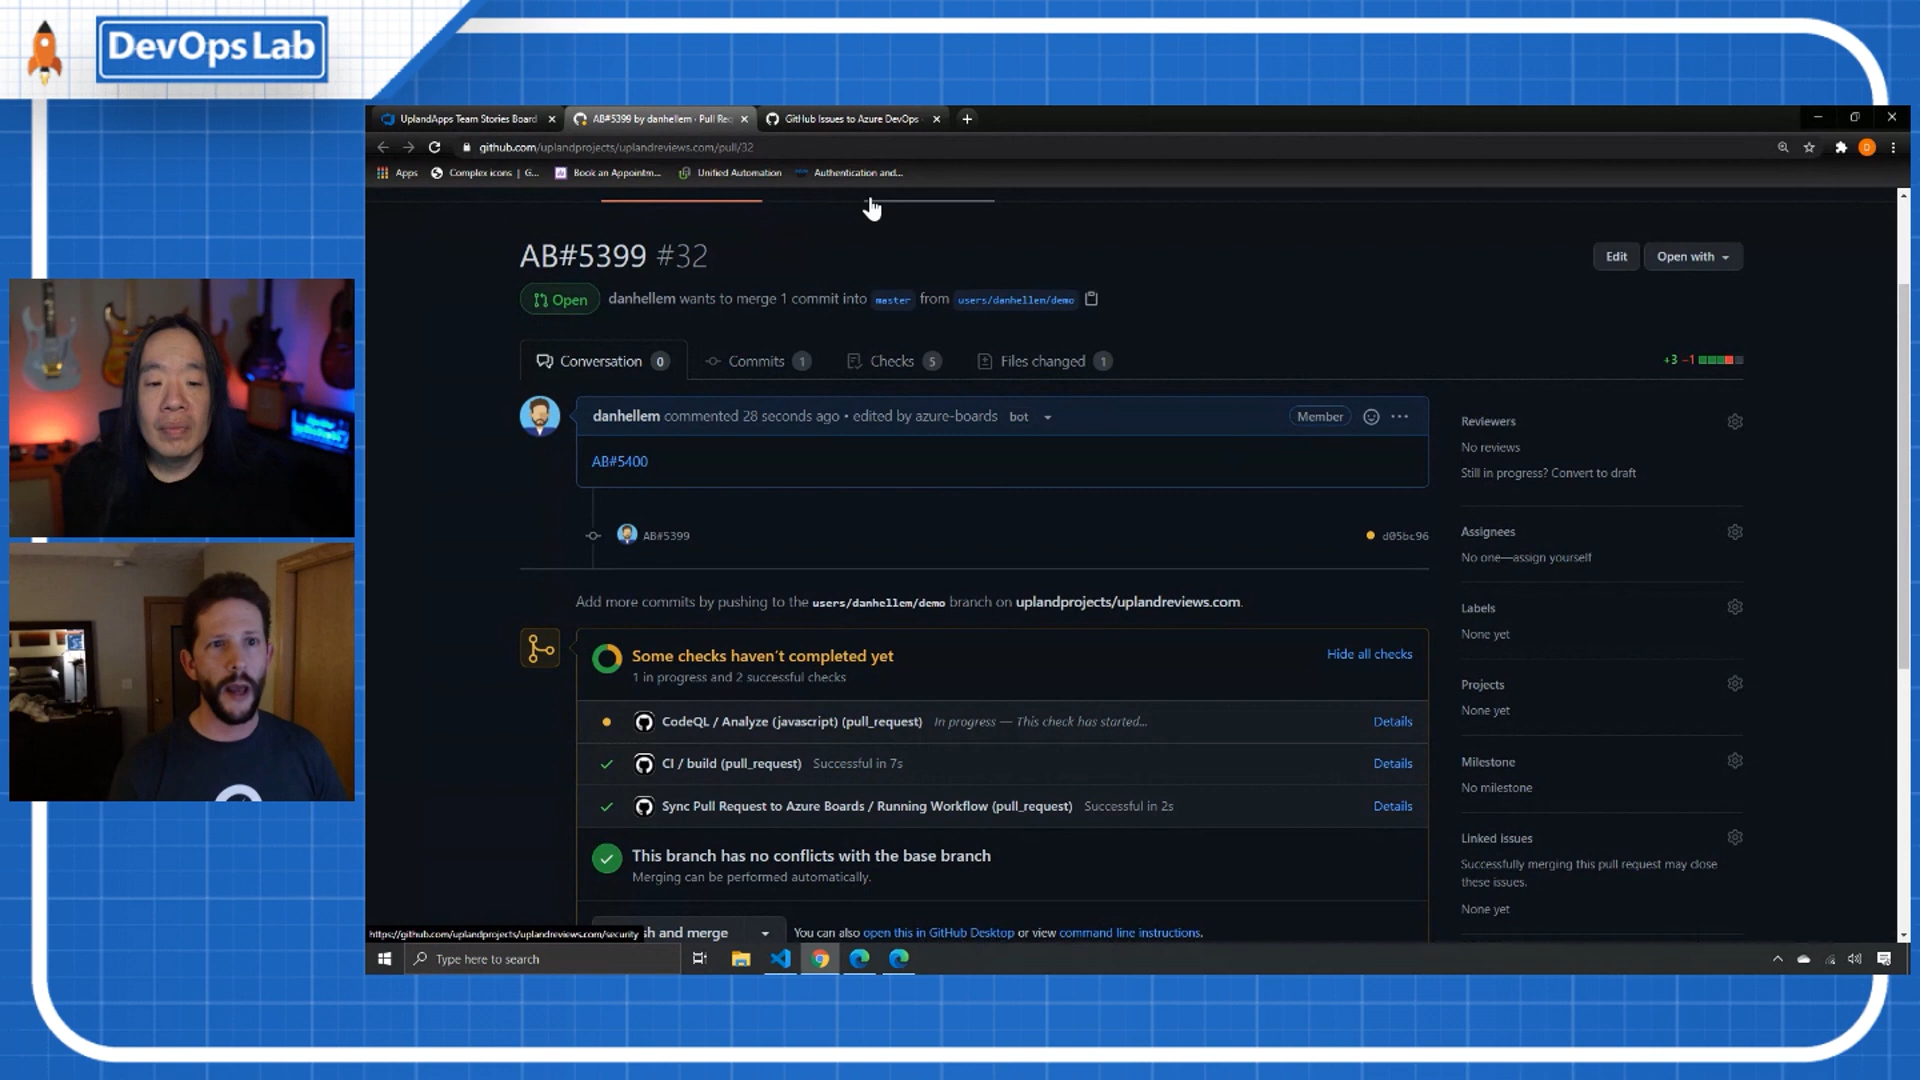 DevOps Lab
UplandApps Team Stories Board
AB#5399 by danhellem · Pull Req
GitHub Issues to Azure DevOps
github.com/uplandprojects/uplandreviews.com/pull/32
Apps
Complex icons | G...
Book an Appointm...
Unified Automation
Authentication and...
AB#5399 #32
Edit
Open with
Open
danhellem wants to merge 1 commit into master from users/danhellem/demo
Conversation 0
Commits 1
Checks 5
Files changed 1
+3 −1
danhellem commented 28 seconds ago • edited by azure-boards bot
Member
AB#5400
AB#5399
d05bc96
Add more commits by pushing to the users/danhellem/demo branch on uplandprojects/uplandreviews.com.
Some checks haven't completed yet
1 in progress and 2 successful checks
Hide all checks
CodeQL / Analyze (javascript) (pull_request) In progress — This check has started...
Details
CI / build (pull_request) Successful in 7s
Details
Sync Pull Request to Azure Boards / Running Workflow (pull_request) Successful in 2s
Details
This branch has no conflicts with the base branch
Merging can be performed automatically.
sh and merge
You can also open this in GitHub Desktop or view command line instructions.
Reviewers
No reviews
Still in progress? Convert to draft
Assignees
No one—assign yourself
Labels
None yet
Projects
None yet
Milestone
No milestone
Linked issues
Successfully merging this pull request may close
these issues.
None yet
https://github.com/uplandprojects/uplandreviews.com/security
Type here to search